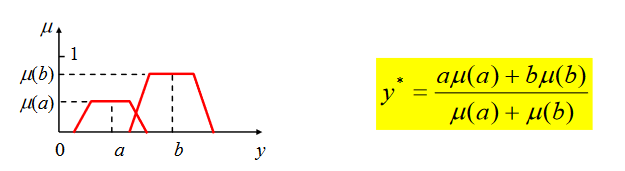 μ
1
μ(b)
μ(a)
0 a b y
y* = (aμ(a) + bμ(b)) / (μ(a) + μ(b))